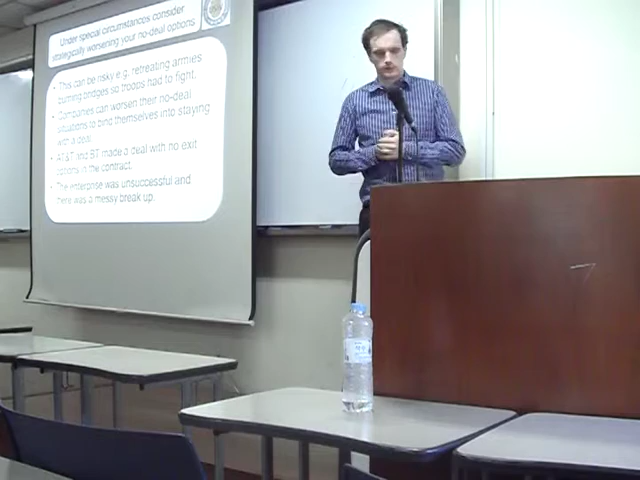 Under special circumstances consider
strategically worsening your no-deal options
• This can be risky e.g. retreating armies
burning bridges so troops had to fight.
• Companies can worsen their no-deal
situations to bind themselves into staying
with a deal.
• AT&T and BT made a deal with no exit
options in the contract.
• The enterprise was unsuccessful and
there was a messy break up.